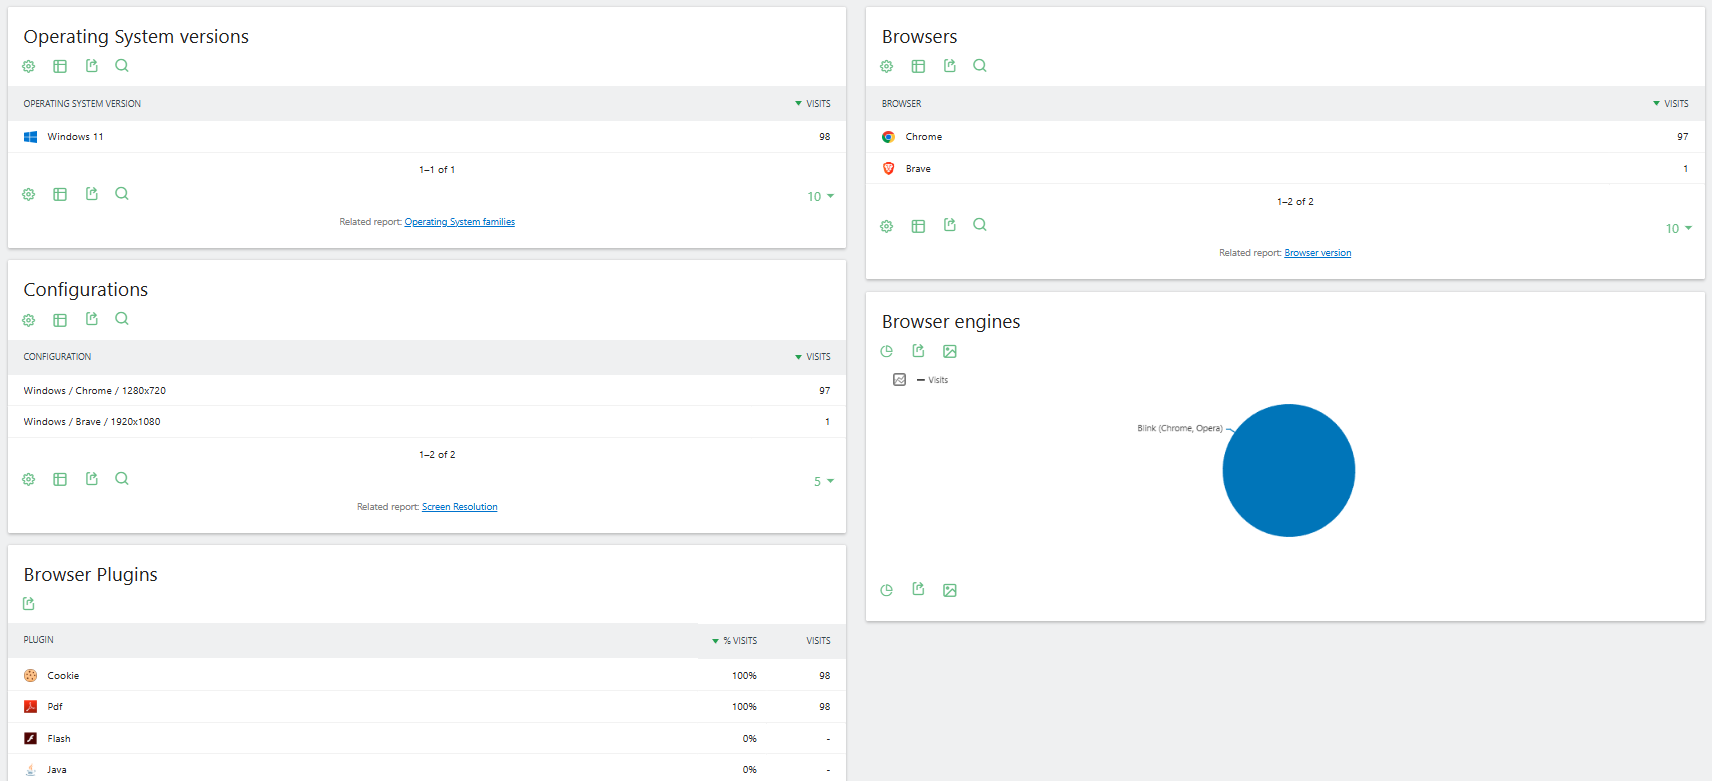 Operating System versions
OPERATING SYSTEM VERSION VISITS
Windows 11 98
1–1 of 1
10
Related report: Operating System families
Configurations
CONFIGURATION VISITS
Windows / Chrome / 1280x720 97
Windows / Brave / 1920x1080 1
1–2 of 2
5
Related report: Screen Resolution
Browser Plugins
PLUGIN % VISITS VISITS
Cookie 100% 98
Pdf 100% 98
Flash 0% -
Java 0% -
Browsers
BROWSER VISITS
Chrome 97
Brave 1
1–2 of 2
10
Related report: Browser version
Browser engines
Visits
Blink (Chrome, Opera)